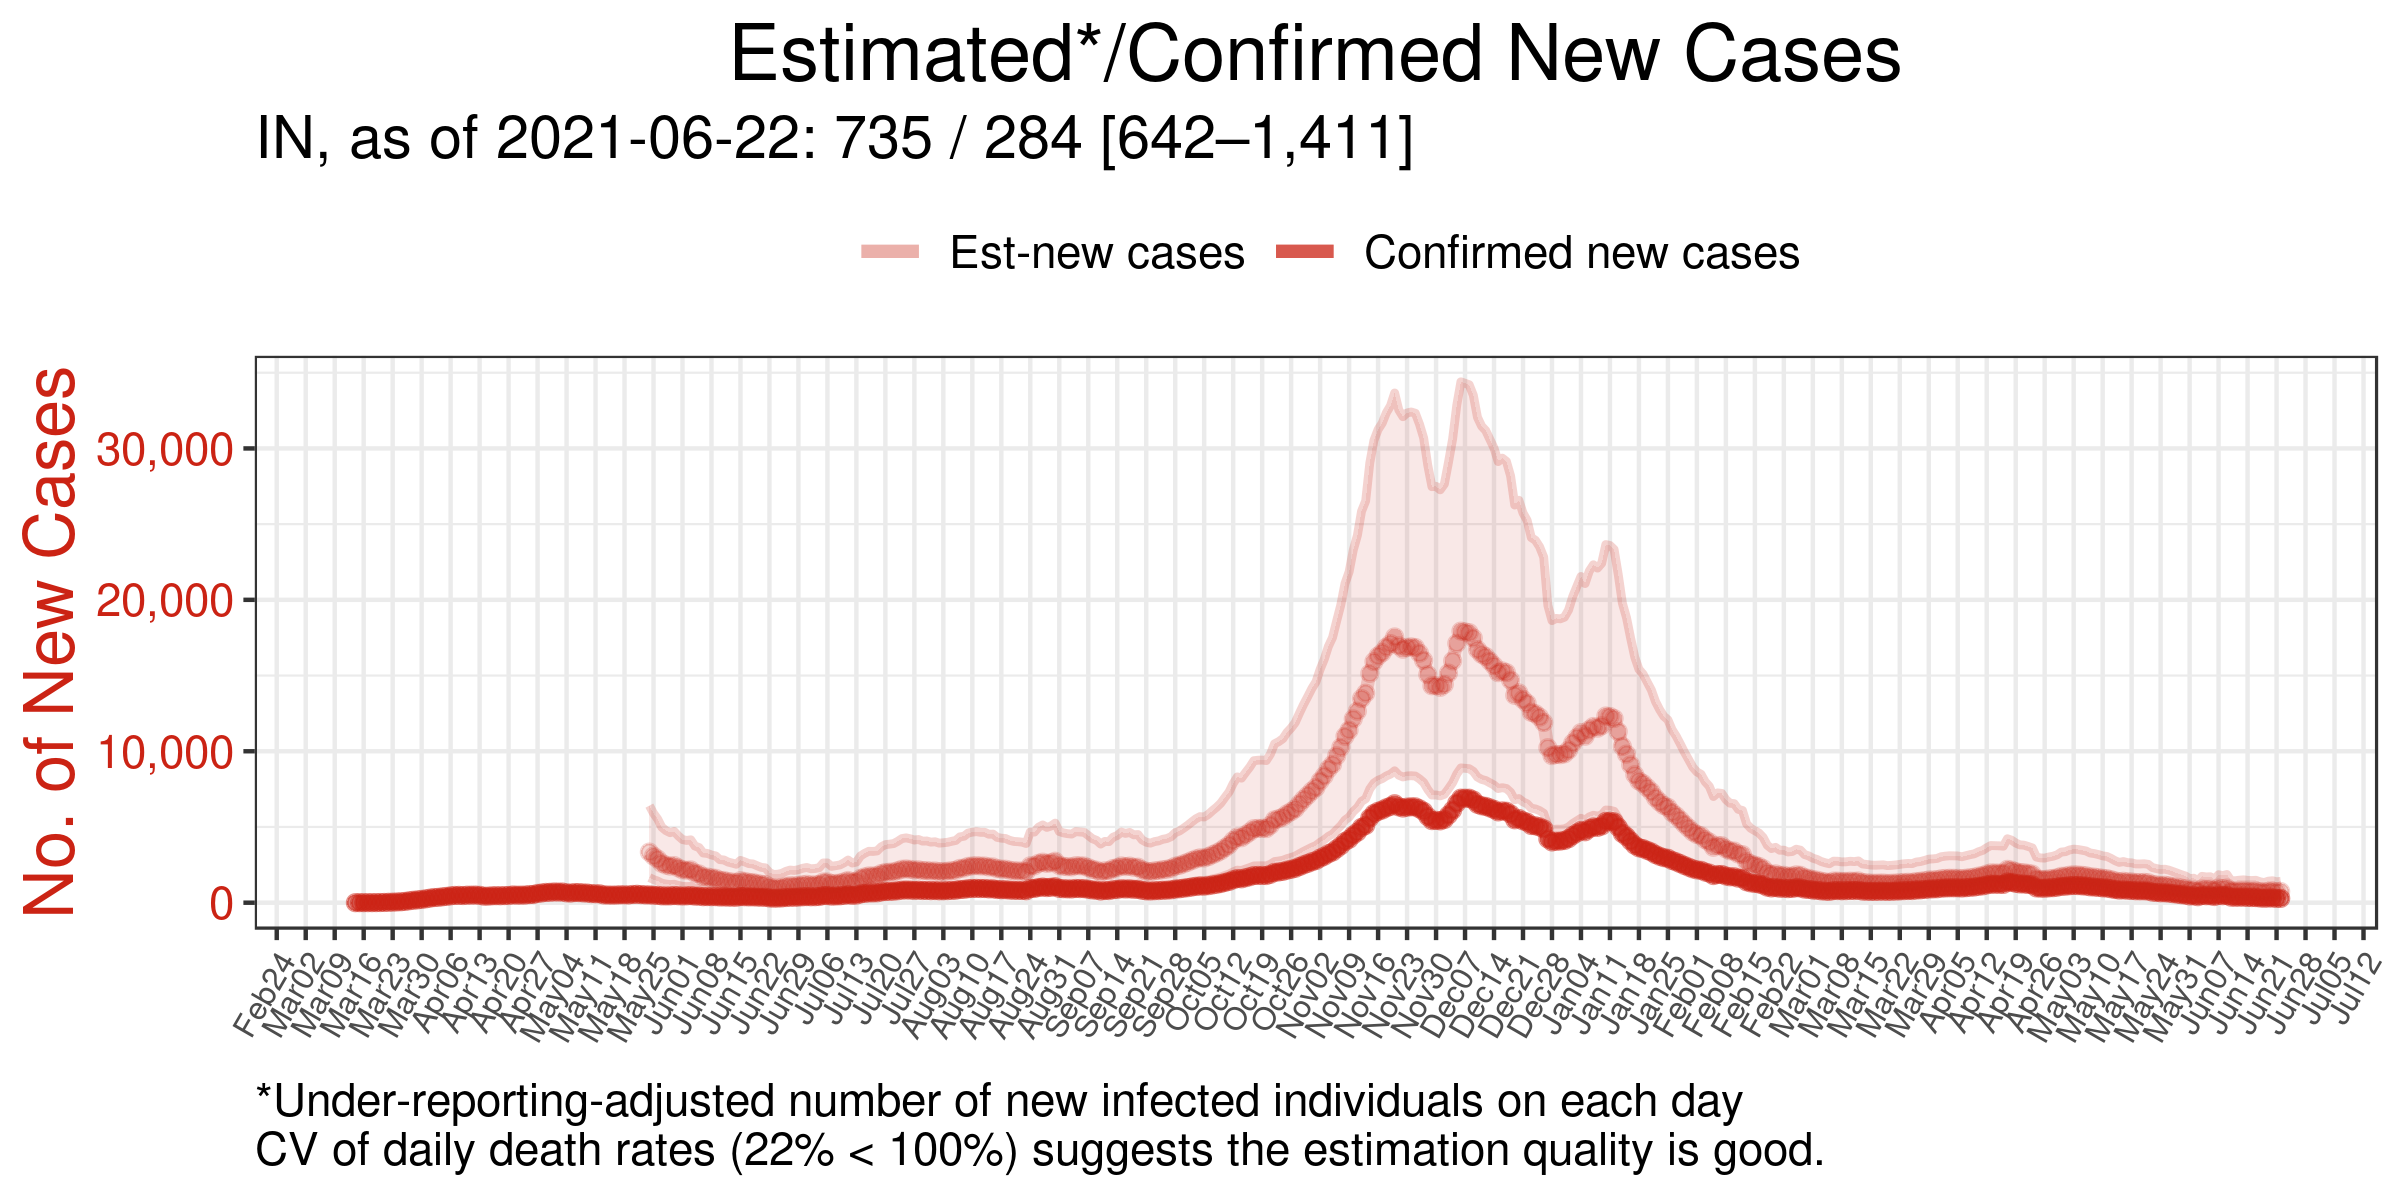 Estimated*/Confirmed New Cases
IN, as of 2021-06-22: 735 / 284 [642–1,411]
Est-new cases
Confirmed new cases
No. of New Cases
30,000
20,000
10,000
0
Feb24
Mar02
Mar09
Mar16
Mar23
Mar30
Apr06
Apr13
Apr20
Apr27
May04
May11
May18
May25
Jun01
Jun08
Jun15
Jun22
Jun29
Jul06
Jul13
Jul20
Jul27
Aug03
Aug10
Aug17
Aug24
Aug31
Sep07
Sep14
Sep21
Sep28
Oct05
Oct12
Oct19
Oct26
Nov02
Nov09
Nov16
Nov23
Nov30
Dec07
Dec14
Dec21
Dec28
Jan04
Jan11
Jan18
Jan25
Feb01
Feb08
Feb15
Feb22
Mar01
Mar08
Mar15
Mar22
Mar29
Apr05
Apr12
Apr19
Apr26
May03
May10
May17
May24
May31
Jun07
Jun14
Jun21
Jun28
Jul05
Jul12
*Under-reporting-adjusted number of new infected individuals on each day
CV of daily death rates (22% < 100%) suggests the estimation quality is good.